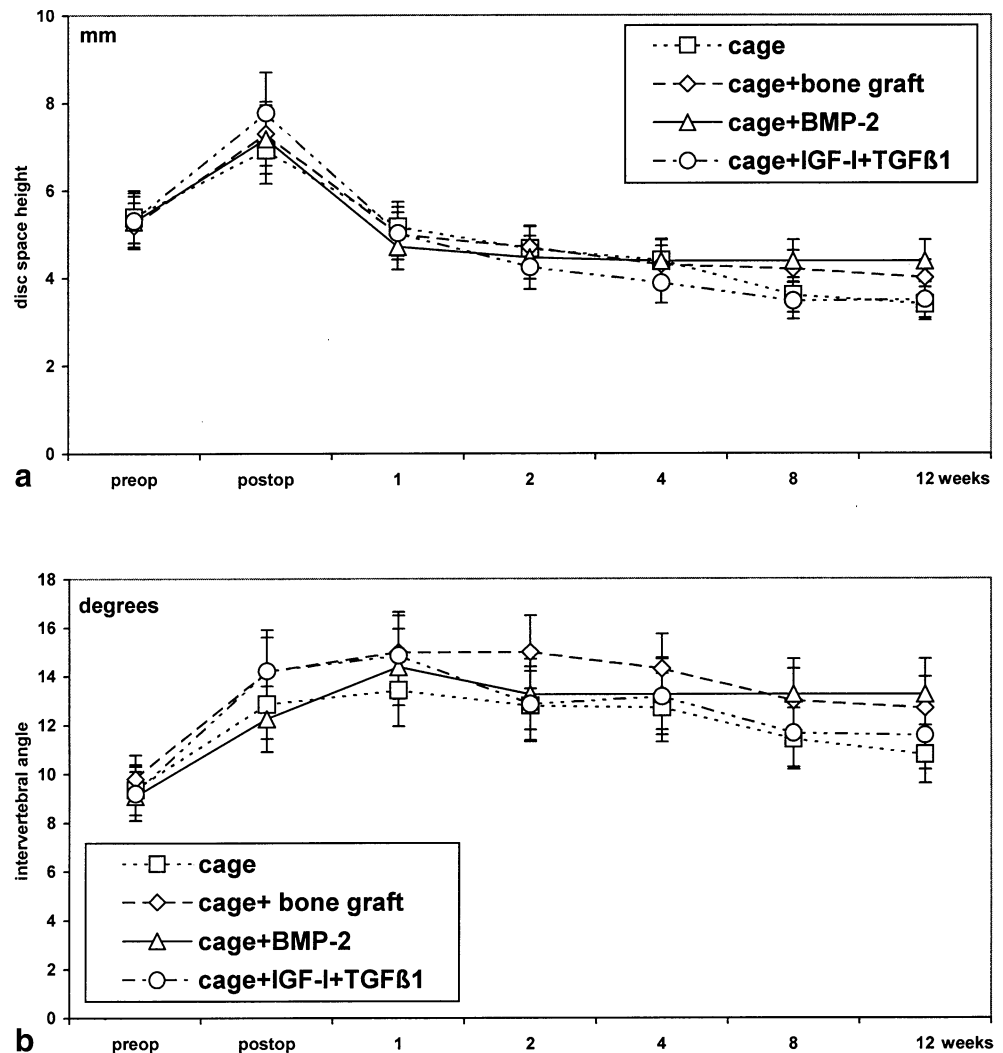 10
mm
cage
cage+bone graft
cage+BMP-2
cage+IGF-I+TGFß1
8
6
4
2
0
disc space height
a
preop postop 1 2 4 8 12 weeks
18
degrees
16
14
12
10
8
6
4
2
0
intervertebral angle
cage
cage+ bone graft
cage+BMP-2
cage+IGF-I+TGFß1
b
preop postop 1 2 4 8 12 weeks